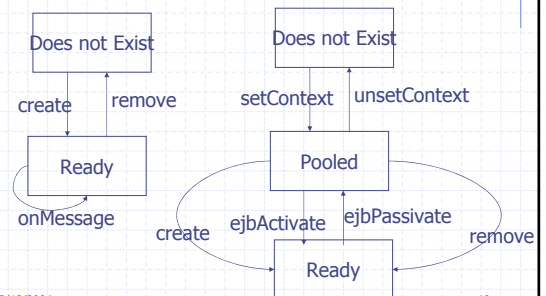 Does not Exist
create
remove
Ready
onMessage
Does not Exist
setContext
unsetContext
Pooled
create
ejbActivate
ejbPassivate
remove
Ready